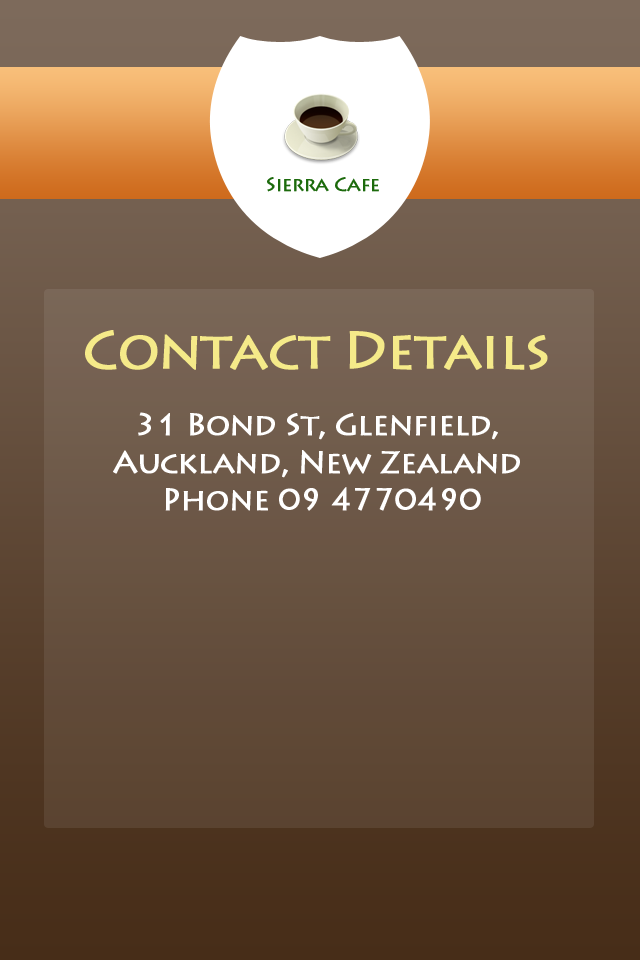 Sierra Cafe
Contact Details
31 Bond St, Glenfield,
Auckland, New Zealand
Phone 09 4770490